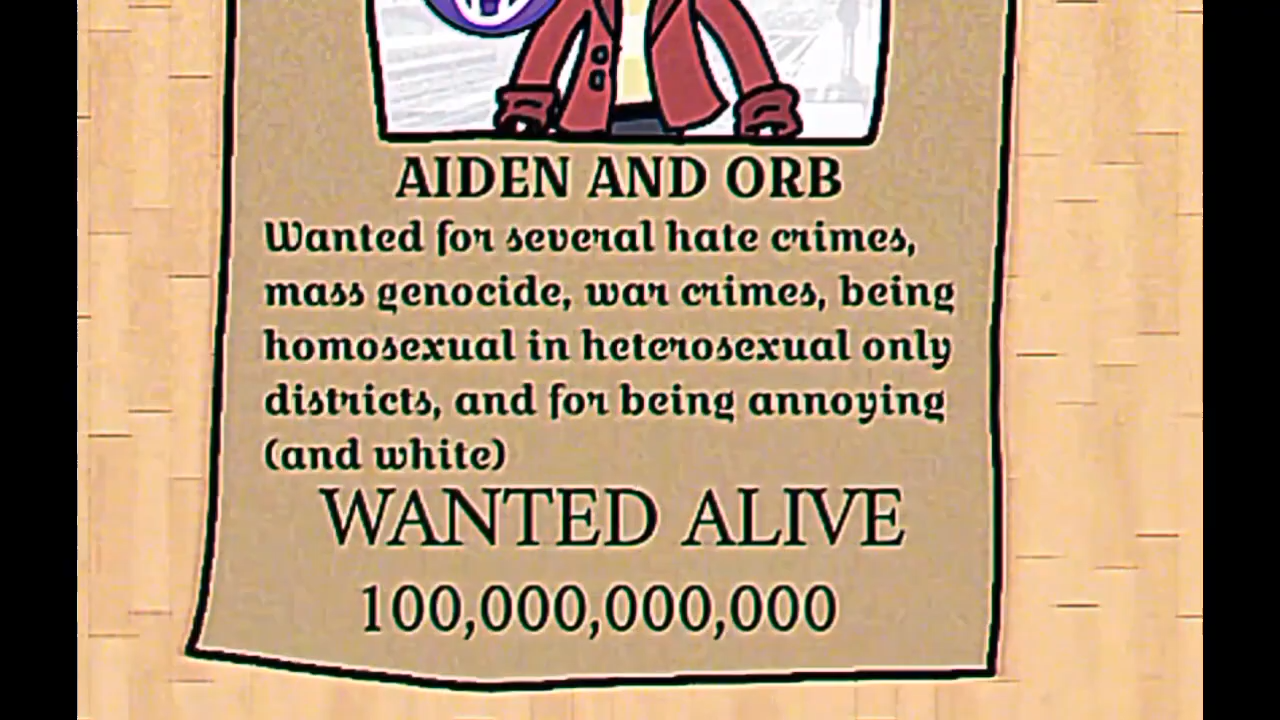 AIDEN AND ORB
Wanted for several hate crimes,
mass genocide, war crimes, being
homosexual in heterosexual only
districts, and for being annoying
(and white)
WANTED ALIVE
100,000,000,000